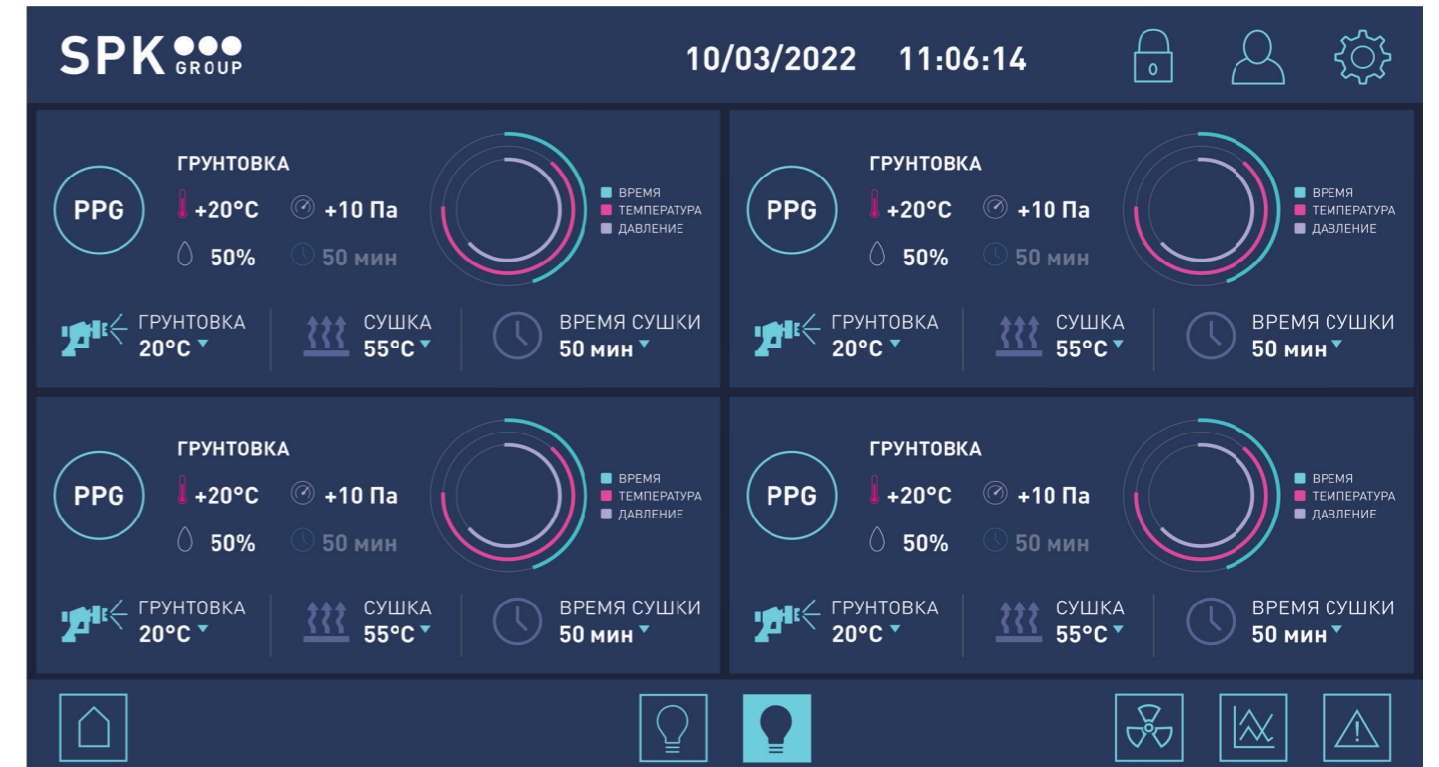 SPK GROUP
10/03/2022 11:06:14
0
PPG
ГРУНТОВКА
+20°C +10 Па
50% 50 мин
ВРЕМЯ
ТЕМПЕРАТУРА
ДАВЛЕНИЕ
ГРУНТОВКА
20°C
СУШКА
55°C
ВРЕМЯ СУШКИ
50 мин
PPG
ГРУНТОВКА
+20°C +10 Па
50% 50 мин
ВРЕМЯ
ТЕМПЕРАТУРА
ДАВЛЕНИЕ
ГРУНТОВКА
20°C
СУШКА
55°C
ВРЕМЯ СУШКИ
50 мин
PPG
ГРУНТОВКА
+20°C +10 Па
50% 50 мин
ВРЕМЯ
ТЕМПЕРАТУРА
ДАВЛЕНИЕ
ГРУНТОВКА
20°C
СУШКА
55°C
ВРЕМЯ СУШКИ
50 мин
PPG
ГРУНТОВКА
+20°C +10 Па
50% 50 мин
ВРЕМЯ
ТЕМПЕРАТУРА
ДАВЛЕНИЕ
ГРУНТОВКА
20°C
СУШКА
55°C
ВРЕМЯ СУШКИ
50 мин